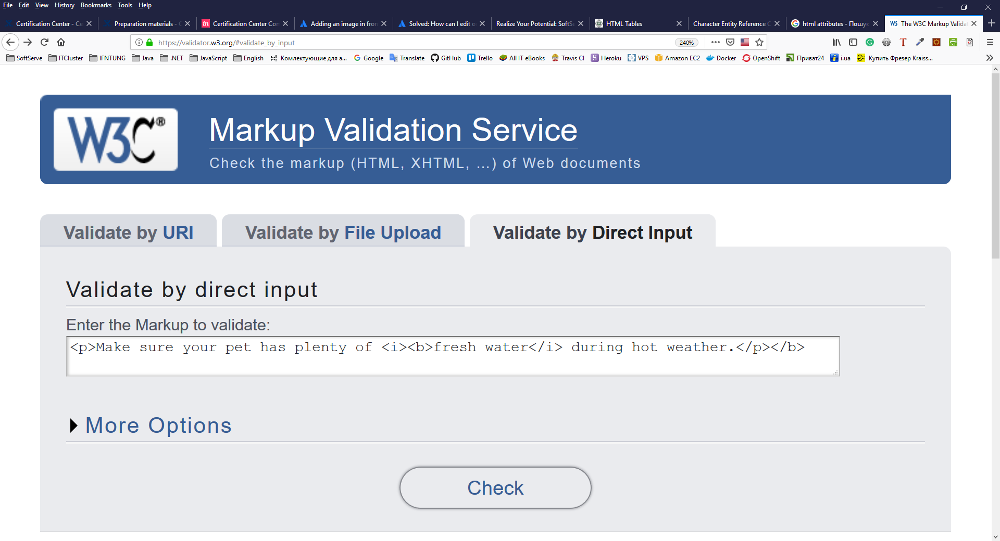 File Edit View History Bookmarks Tools Help
Certification Center - Ce Preparation materials - C Certification Center Con Adding an image in fron Solved: How can I edit o Realize Your Potential: SoftSe HTML Tables Character Entity Reference C html attributes - Пошук The W3C Markup Validat
https://validator.w3.org/#validate_by_input 240%
SoftServe ITCluster IFNTUNG Java .NET JavaScript English Комлектующие для а... Google Translate GitHub Trello All IT eBooks Travis CI Heroku VPS Amazon EC2 Docker OpenShift Приват24 i.ua Купить Фрезер Kraiss...
W3C® Markup Validation Service
Check the markup (HTML, XHTML, …) of Web documents
Validate by URI Validate by File Upload Validate by Direct Input
Validate by direct input
Enter the Markup to validate:
<p>Make sure your pet has plenty of <i><b>fresh water</i> during hot weather.</p></b>
More Options
Check